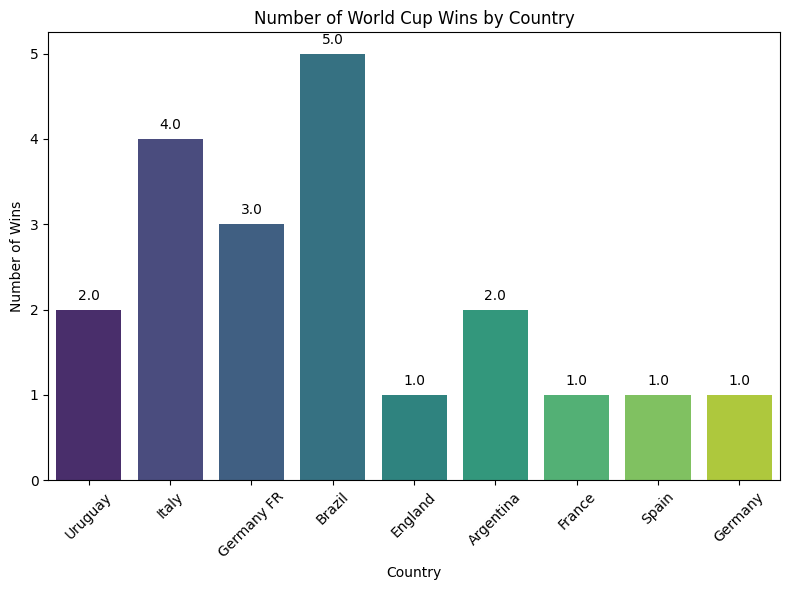 Number of World Cup Wins by Country
Number of Wins
5
4
3
2
1
0
2.0
4.0
3.0
5.0
1.0
2.0
1.0
1.0
1.0
Uruguay
Italy
Germany FR
Brazil
England
Argentina
France
Spain
Germany
Country